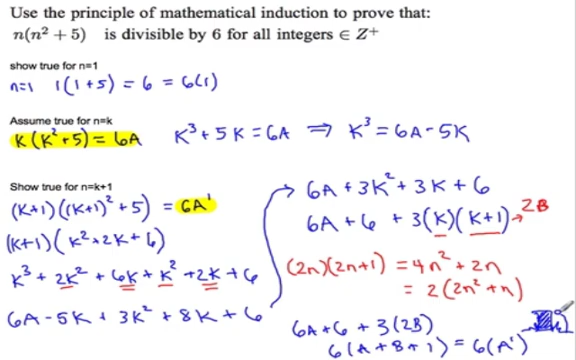 Use the principle of mathematical induction to prove that:
n(n² + 5) is divisible by 6 for all integers ∈ Z⁺
show true for n=1
n=1 1(1+5) = 6 = 6(1)
Assume true for n=k
K(K²+5) = 6A K³ + 5K = 6A ⟹ K³ = 6A - 5K
Show true for n=k+1
(K+1)((K+1)² + 5) = 6A'
(K+1)(K² + 2K + 6)
K³ + 2K² + 6K + K² + 2K + 6
6A - 5K + 3K² + 8K + 6
6A + 3K² + 3K + 6
6A + 6 + 3(K)(K+1) → 2B
(2n)(2n+1) = 4n² + 2n
= 2(2n² + n)
6A + 6 + 3(2B)
6(A + B + 1) = 6(A')